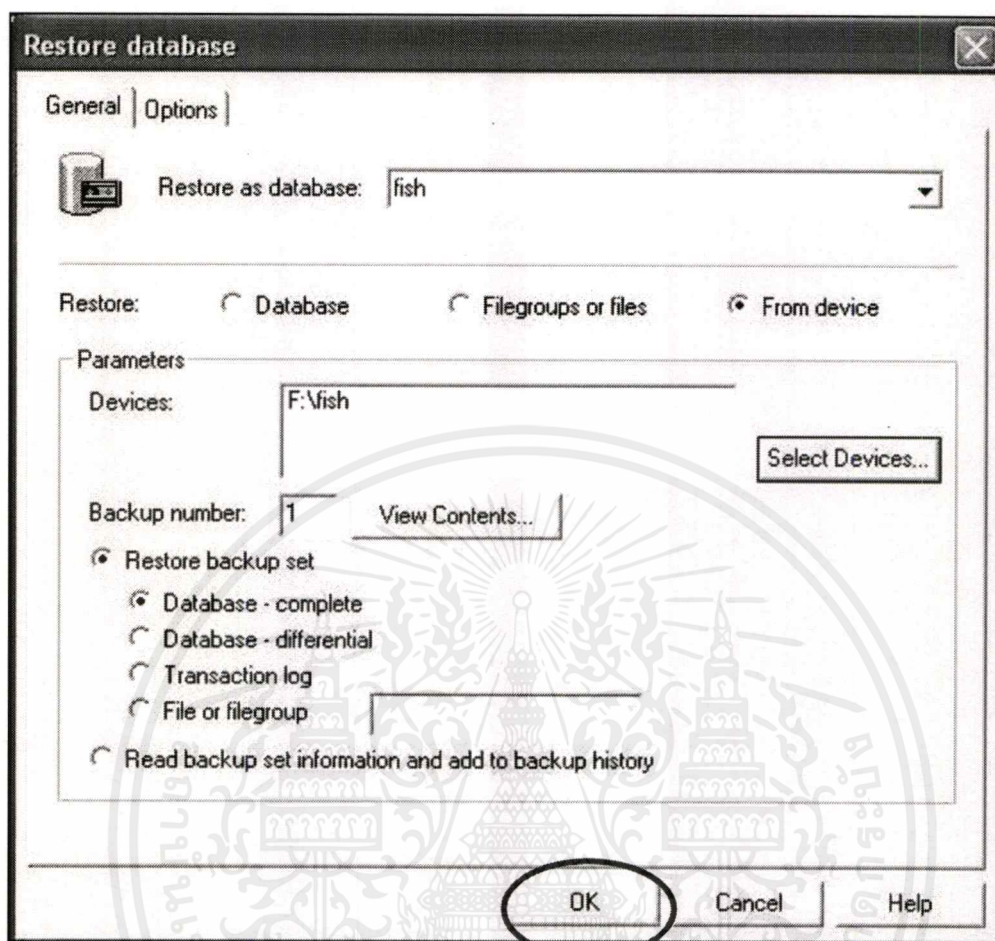 Restore database
General Options
Restore as database: fish
Restore: Database Filegroups or files From device
Parameters
Devices: F:\fish
Select Devices...
Backup number: 1 View Contents...
Restore backup set
Database - complete
Database - differential
Transaction log
File or filegroup
Read backup set information and add to backup history
OK Cancel Help